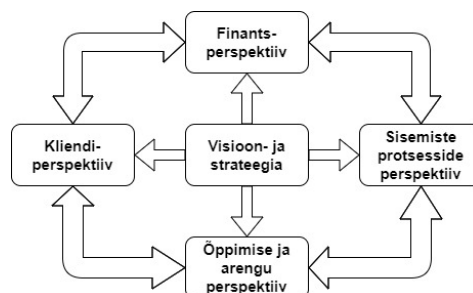 Finants-
perspektiiv
Kliendi-
perspektiiv
Visioon- ja
strateegia
Sisemiste
protsesside
perspektiiv
Õppimise ja
arengu
perspektiiv